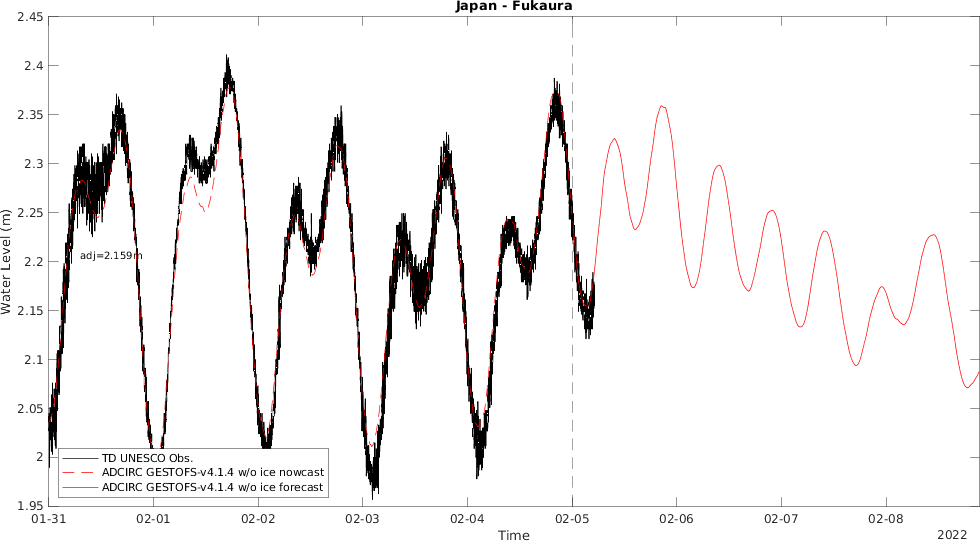 Japan - Fukaura
2.45
2.4
2.35
2.3
2.25
2.2
2.15
2.1
2.05
2
1.95
Water Level (m)
adj=2.159m
TD UNESCO Obs.
ADCIRC GESTOFS-v4.1.4 w/o ice nowcast
ADCIRC GESTOFS-v4.1.4 w/o ice forecast
01-31 02-01 02-02 02-03 02-04 02-05 02-06 02-07 02-08
Time
2022